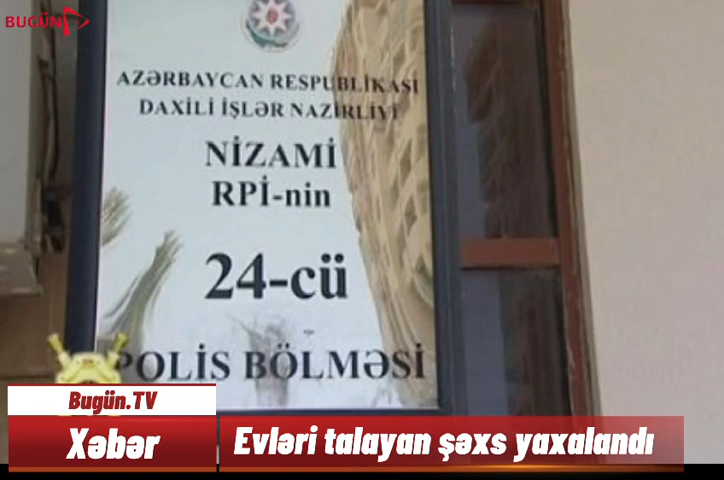 BUGÜN
AZƏRBAYCAN RESPUBLİKASI
DAXİLİ İŞLƏR NAZİRLİYİ
NİZAMİ
RPİ-nin
24-cü
POLİS BÖLMƏSİ
Bugün.TV
Xəbər
Evləri talayan şəxs yaxalandı